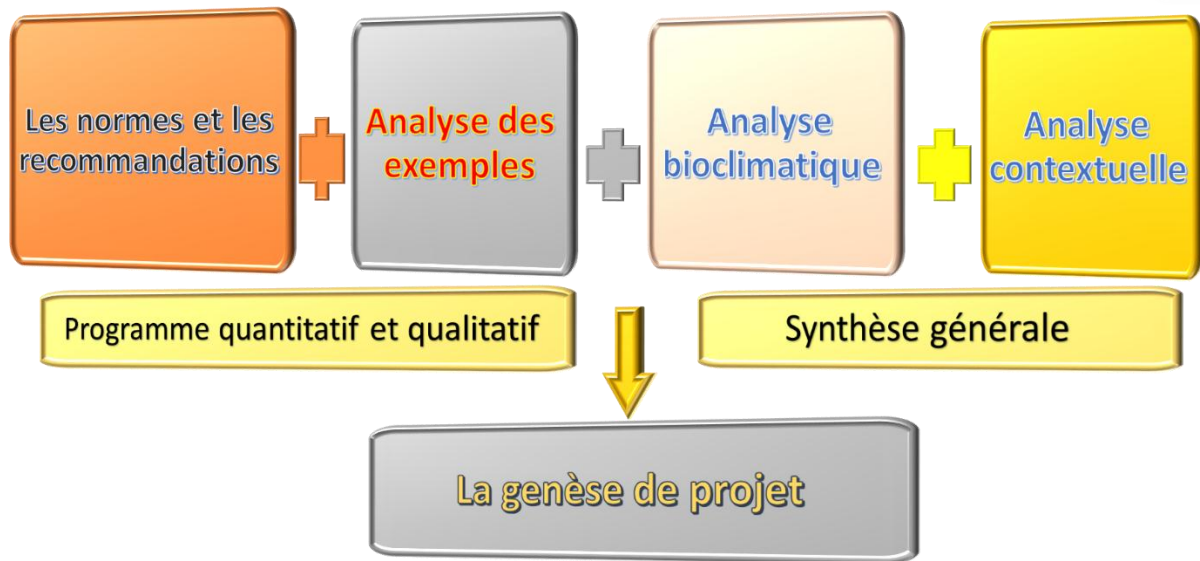 Les normes et les
recommandations
Analyse des
exemples
Analyse
bioclimatique
Analyse
contextuelle
Programme quantitatif et qualitatif
Synthèse générale
La genèse de projet